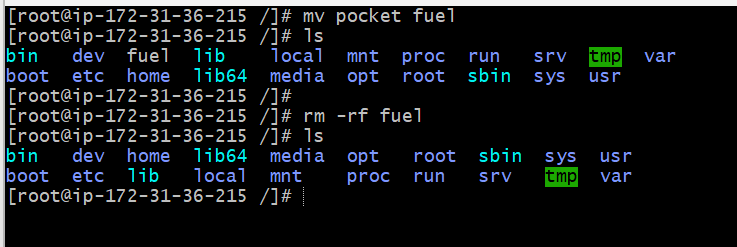 [root@ip-172-31-36-215 /]# mv pocket fuel
[root@ip-172-31-36-215 /]# ls
bin   dev  fuel  lib    local  mnt  proc  run   srv  tmp  var
boot  etc  home  lib64  media  opt  root  sbin  sys  usr
[root@ip-172-31-36-215 /]#
[root@ip-172-31-36-215 /]# rm -rf fuel
[root@ip-172-31-36-215 /]# ls
bin   dev  home  lib64  media  opt   root  sbin  sys  usr
boot  etc  lib   local  mnt    proc  run   srv   tmp  var
[root@ip-172-31-36-215 /]#